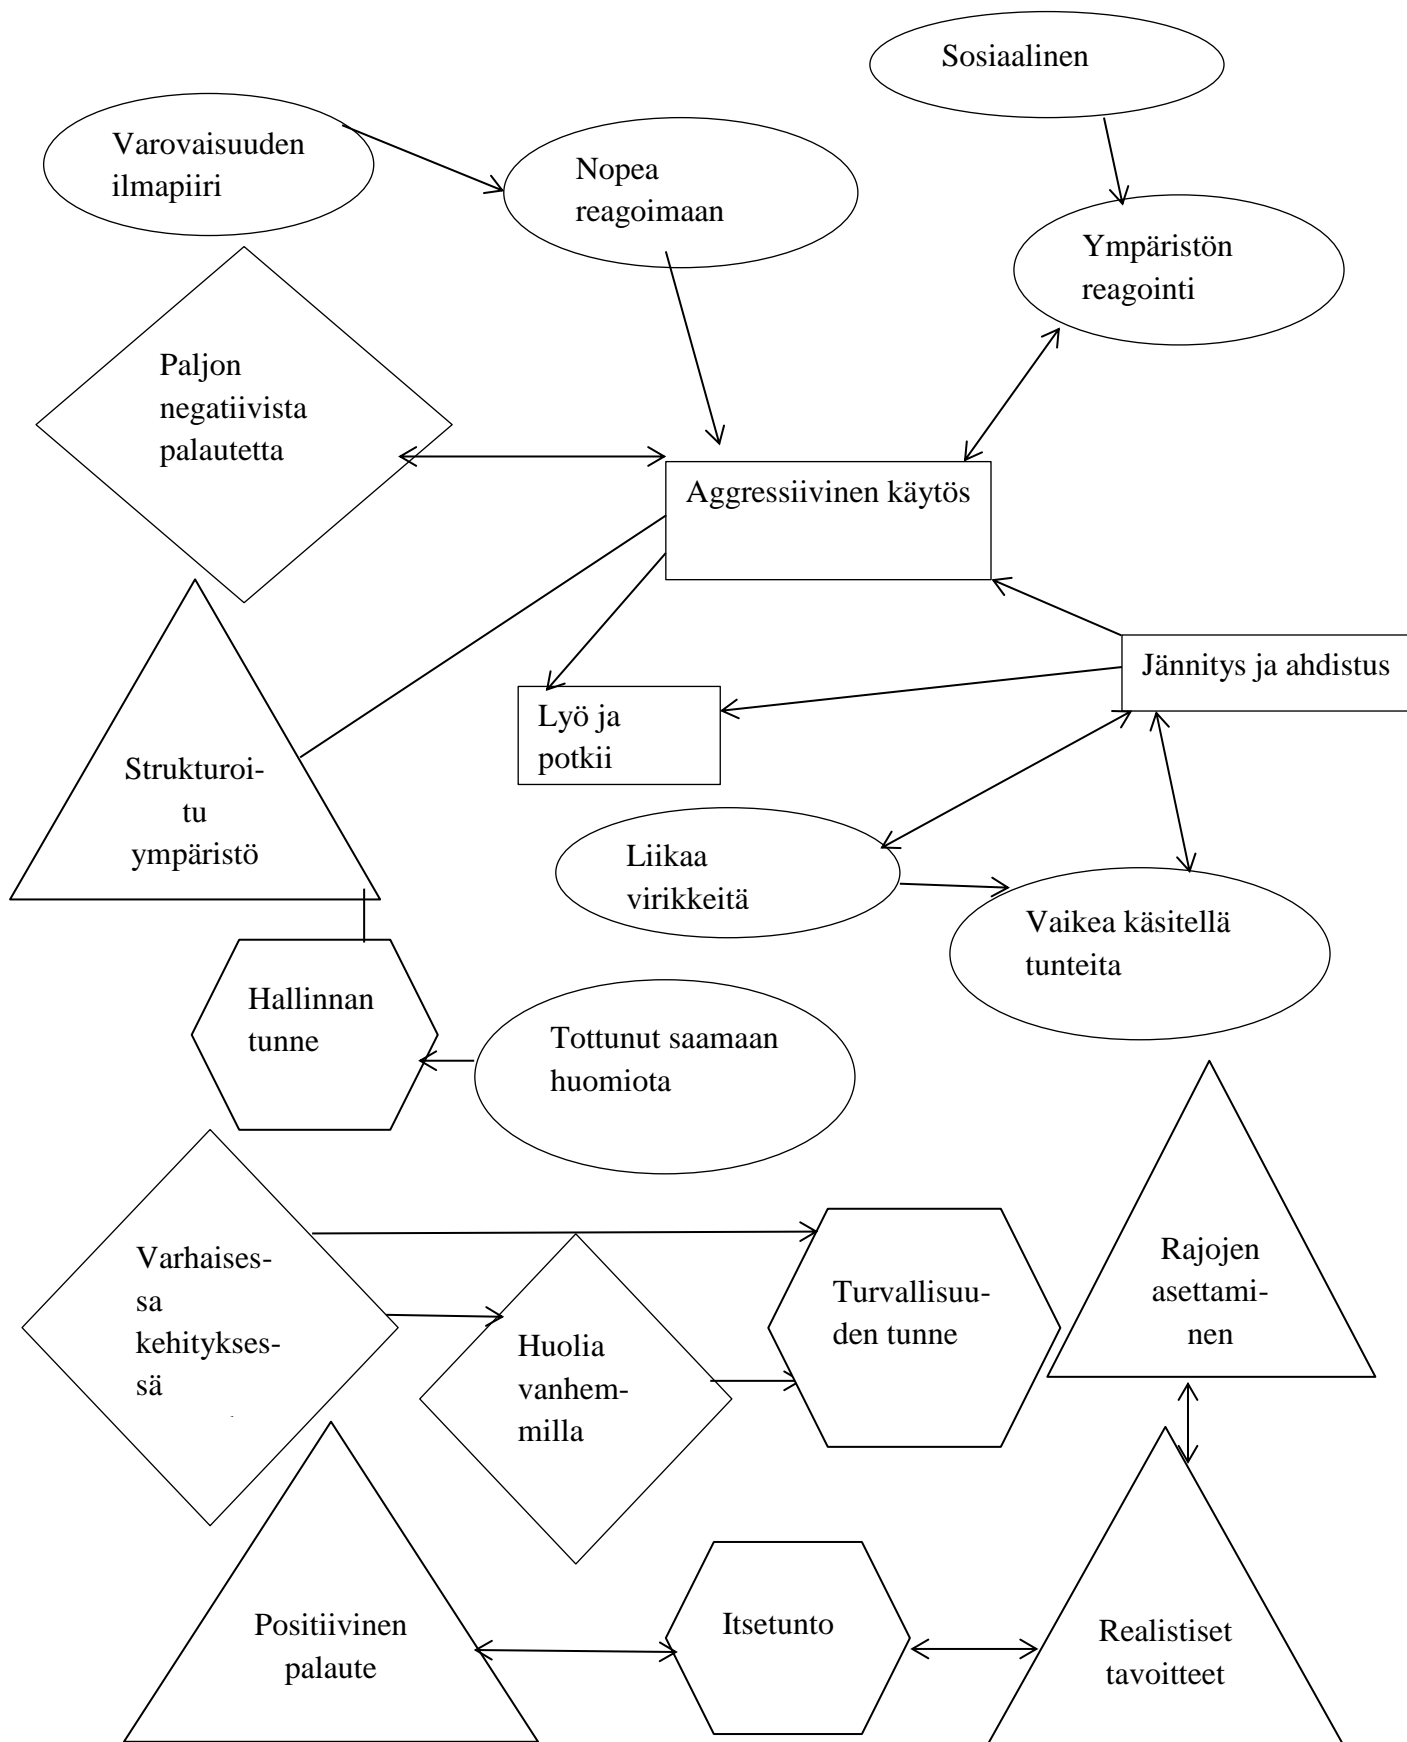 Sosiaalinen
Varovaisuuden
ilmapiiri
Nopea
reagoimaan
Ympäristön
reagointi
Paljon
negatiivista
palautetta
Aggressiivinen käytös
Jännitys ja ahdistus
Lyö ja
potkii
Strukturoi-
tu
ympäristö
Liikaa
virikkeitä
Vaikea käsitellä
tunteita
Hallinnan
tunne
Tottunut saamaan
huomiota
Varhaises-
sa
kehitykses-
sä
Huolia
vanhem-
milla
Turvallisuu-
den tunne
Rajojen
asettami-
nen
Positiivinen
palaute
Itsetunto
Realistiset
tavoitteet